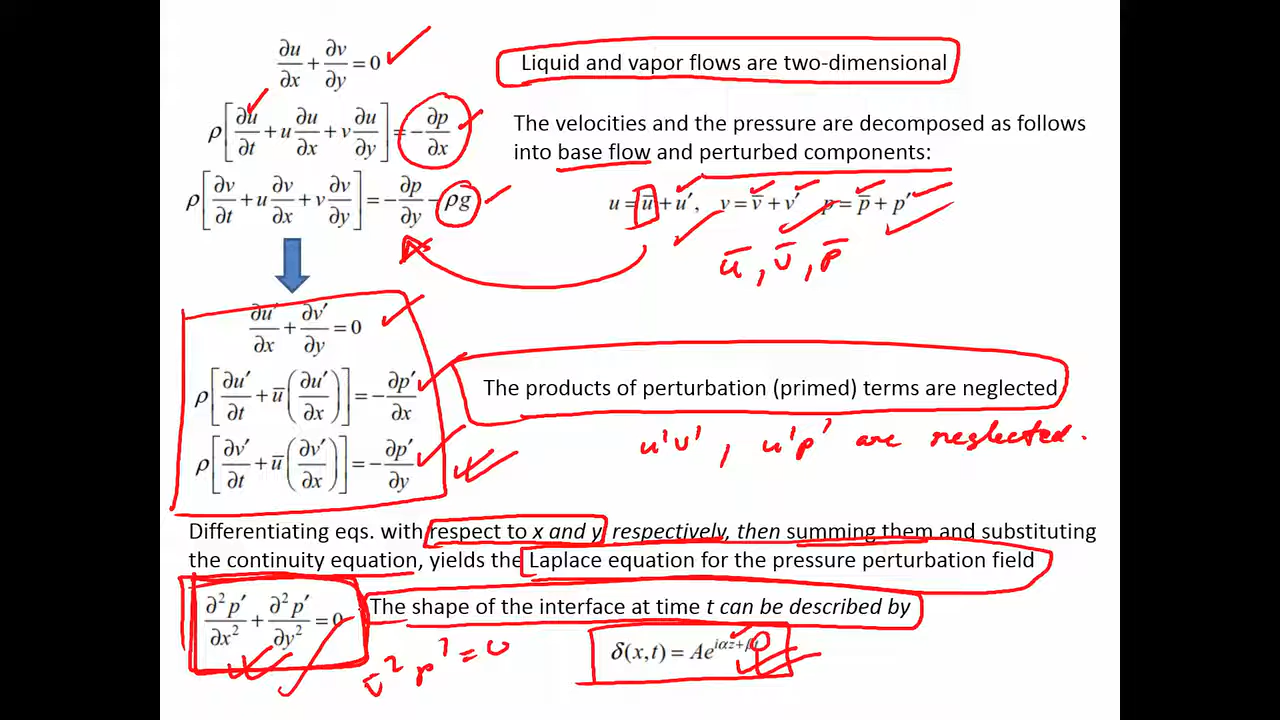 ∂u/∂x + ∂v/∂y = 0
Liquid and vapor flows are two-dimensional
ρ[∂u/∂t + u ∂u/∂x + v ∂u/∂y] = −∂p/∂x
The velocities and the pressure are decomposed as follows
into base flow and perturbed components:
ρ[∂v/∂t + u ∂v/∂x + v ∂v/∂y] = −∂p/∂y − ρg
u = u̅ + u′, v = v̅ + v′ p = p̅ + p′
u̅, v̅, p̅
∂u′/∂x + ∂v′/∂y = 0
ρ[∂u′/∂t + u̅(∂u′/∂x)] = −∂p′/∂x
The products of perturbation (primed) terms are neglected
u′v′, u′p′ are neglected.
ρ[∂v′/∂t + u̅(∂v′/∂x)] = −∂p′/∂y
Differentiating eqs. with respect to x and y respectively, then summing them and substituting
the continuity equation, yields the Laplace equation for the pressure perturbation field
∂²p′/∂x² + ∂²p′/∂y² = 0
The shape of the interface at time t can be described by
∇²p′ = 0
δ(x,t) = Ae^(iαz+βt)